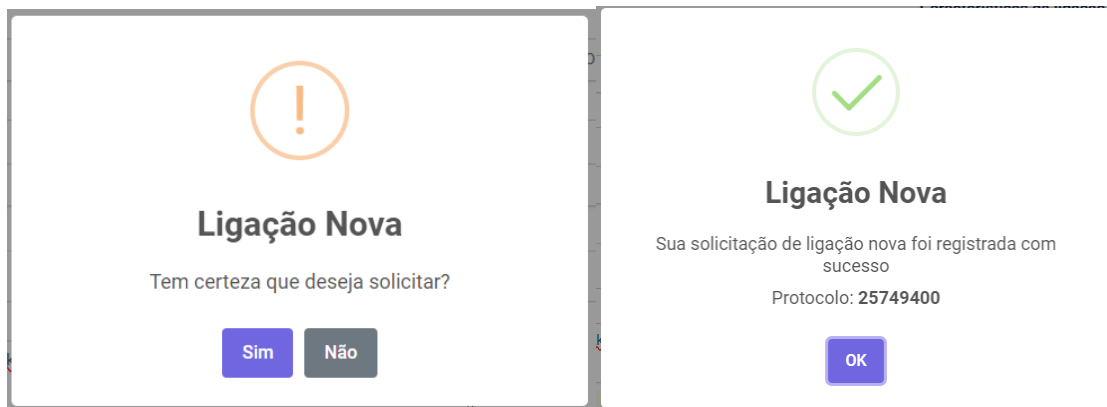 Ligação Nova
Tem certeza que deseja solicitar?
Sim
Não
Ligação Nova
Sua solicitação de ligação nova foi registrada com
sucesso
Protocolo: 25749400
OK